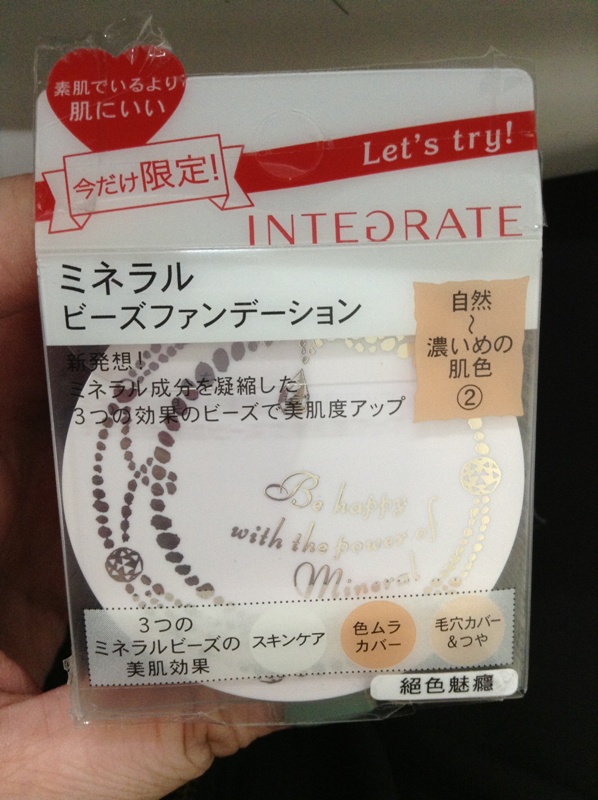 素肌でいるより
肌にいい
今だけ限定!
Let's try!
INTEGRATE
ミネラル
ビーズファンデーション
自然
~
濃いめの
肌色
②
新発想!
ミネラル成分を凝縮した
3つの効果のビーズで美肌度アップ
Be happy
with the power of
Mineral
3つの
ミネラルビーズの
美肌効果
スキンケア
色ムラ
カバー
毛穴カバー
&つや
絕色魅癮